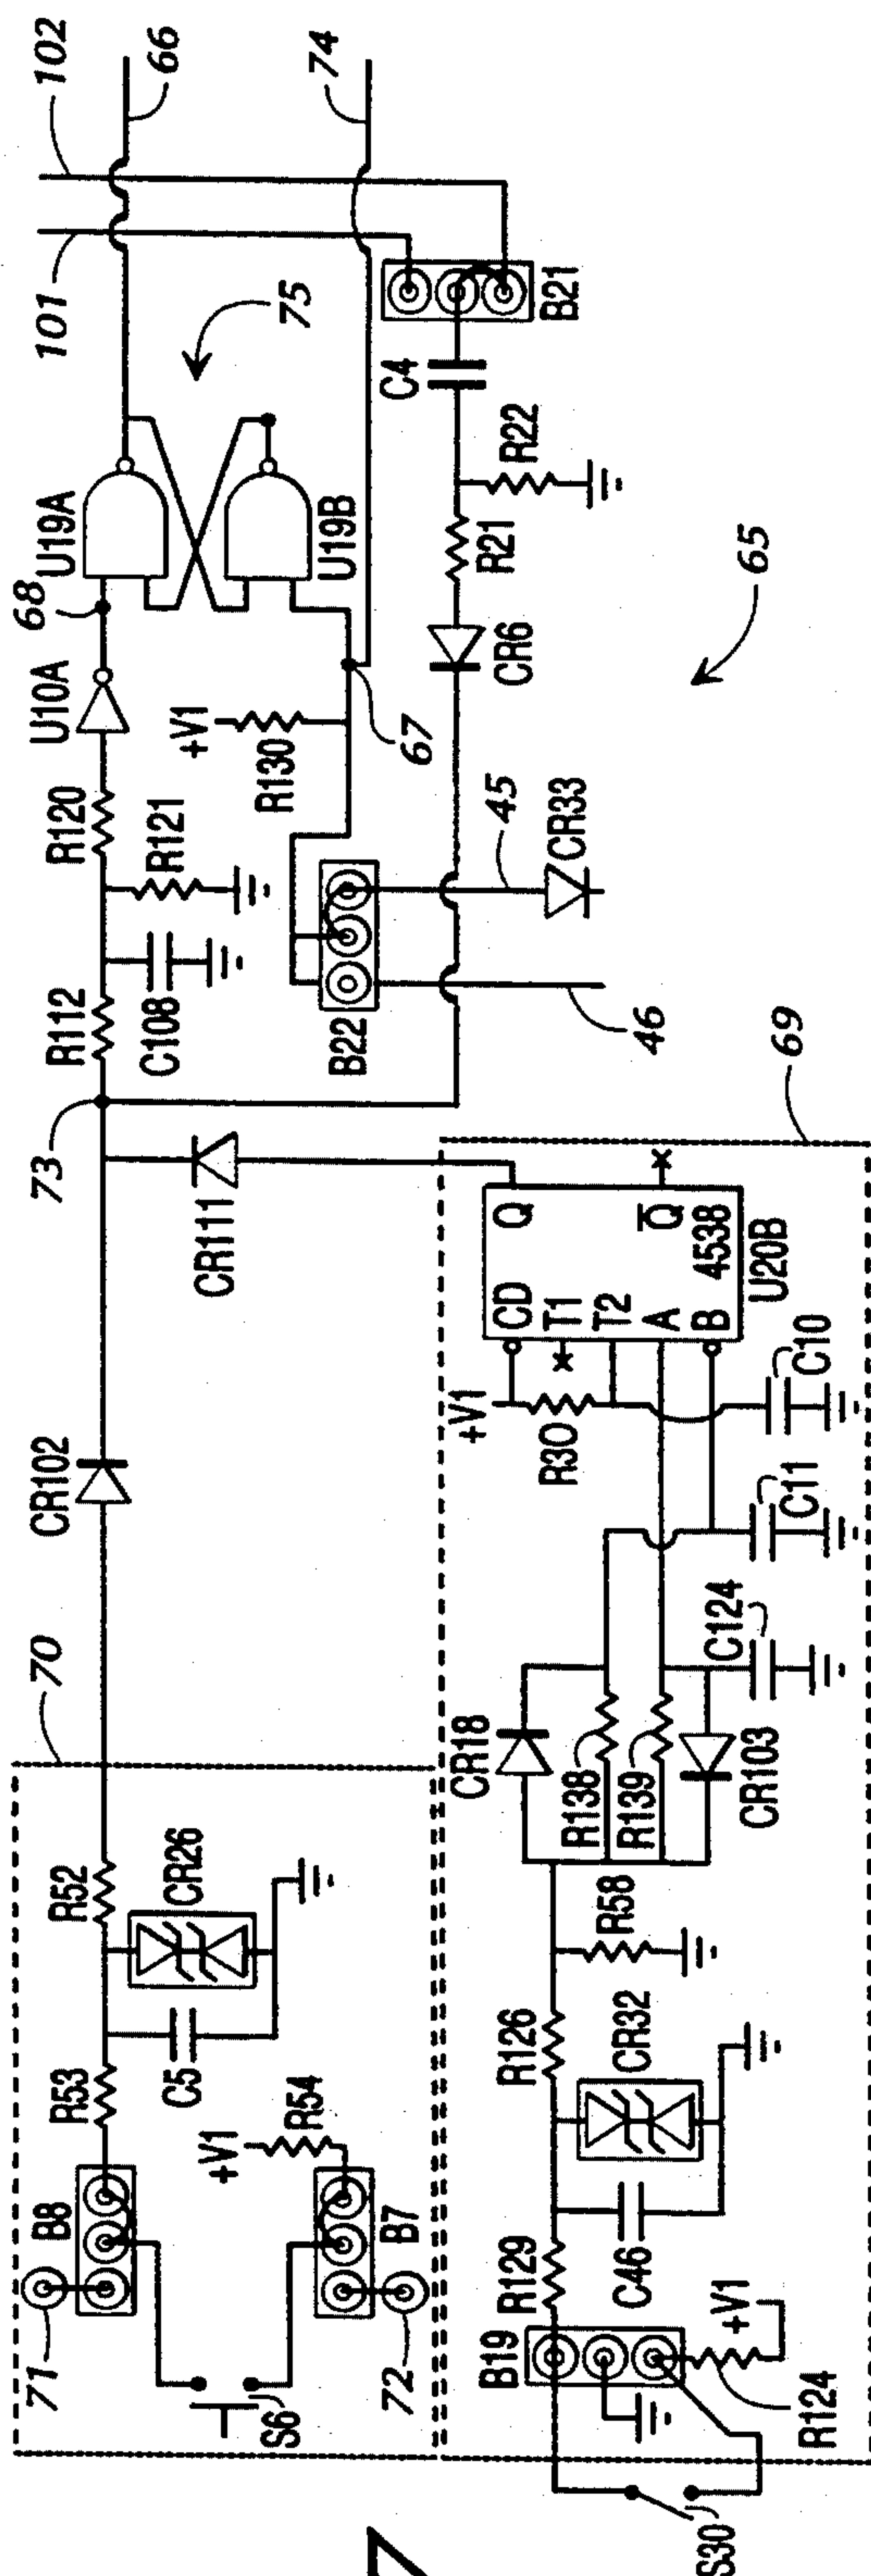 102
66
74
101
75
B21
C4
R22
U19A
U19B
68
R21
65
U10A
CR6
+V1
R130
67
45
CR33
R120
R121
R112
C108
B22
46
69
73
CR111
Q
Q̅
4538
U20B
CD
T1
T2
A
B
+V1
R30
C10
C11
CR102
C124
70
CR18
R138
R139
CR103
R52
CR26
R58
R53
C5
R126
CR32
+V1
R54
B8
B7
R129
C46
71
72
S6
B19
+V1
R124
S30
7